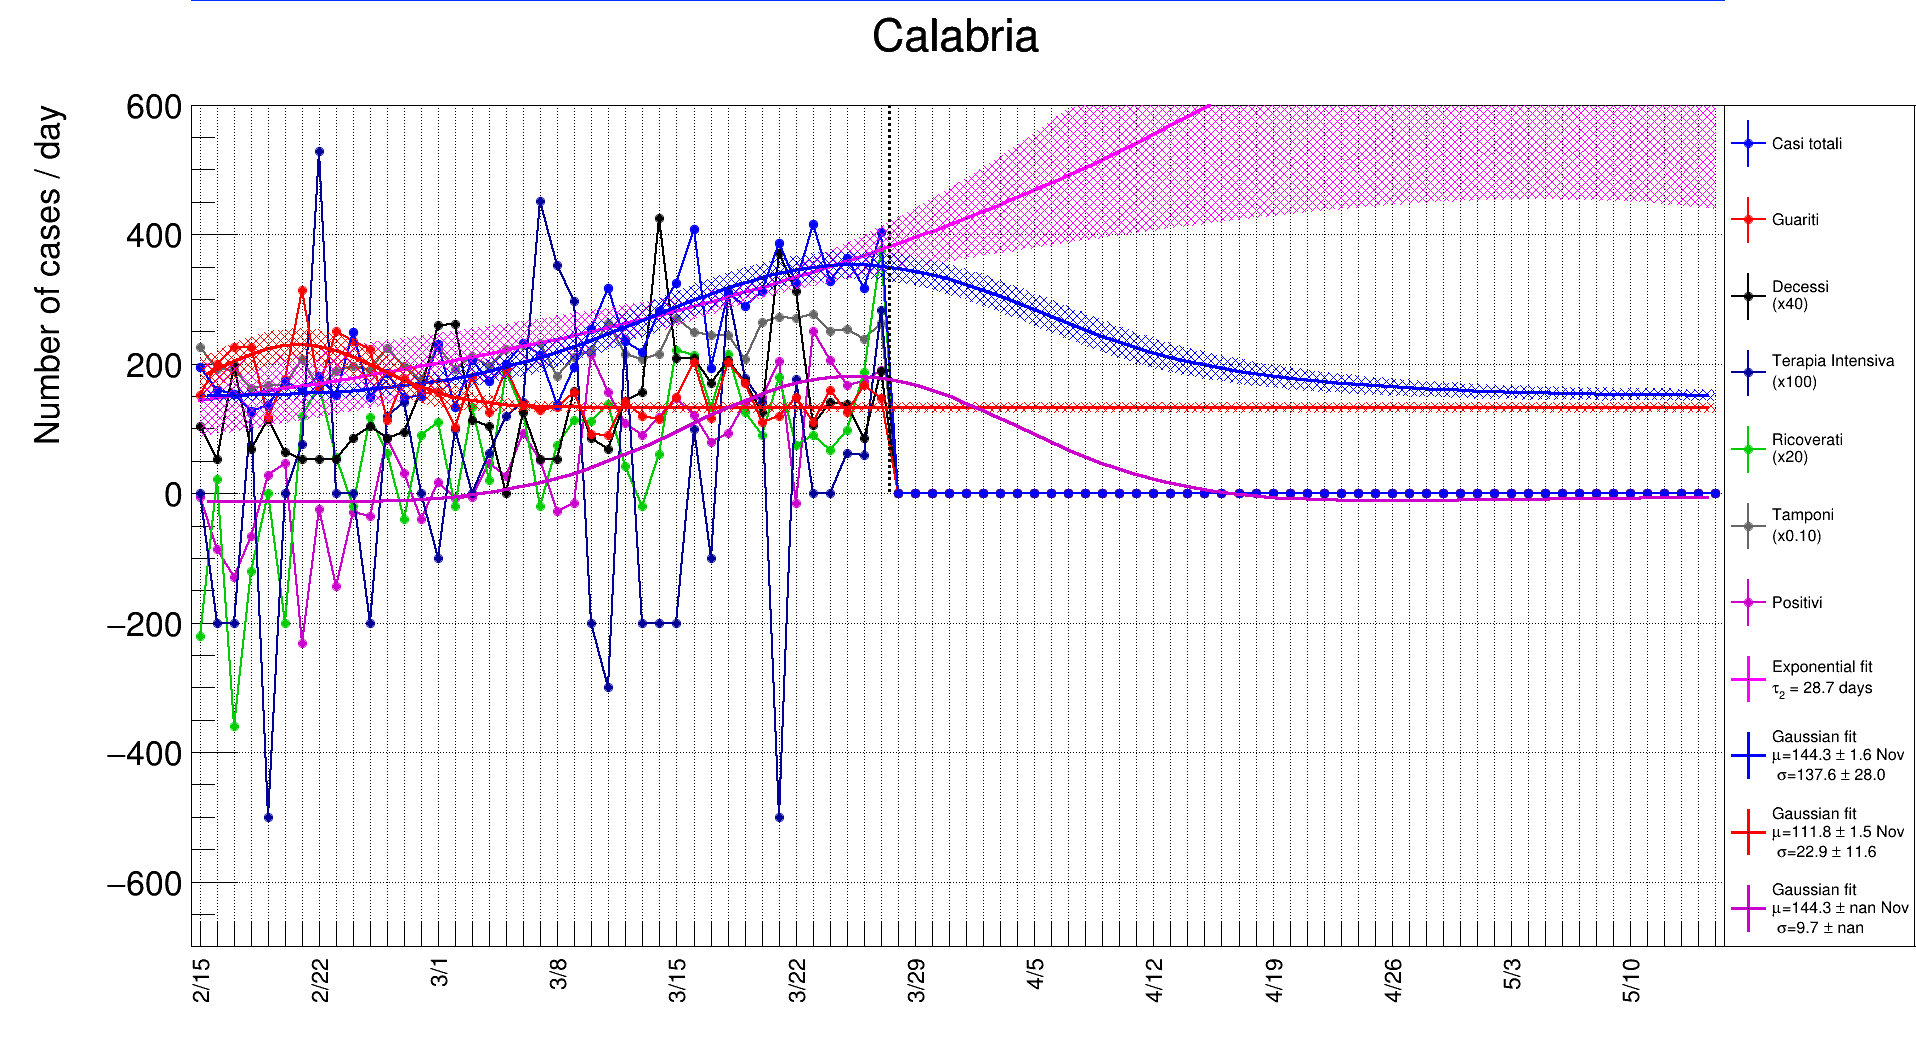 Calabria
Number of cases / day
600
400
200
0
−200
−400
−600
2/15
2/22
3/1
3/8
3/15
3/22
3/29
4/5
4/12
4/19
4/26
5/3
5/10
Casi totali
Guariti
Decessi
(x40)
Terapia Intensiva
(x100)
Ricoverati
(x20)
Tamponi
(x0.10)
Positivi
Exponential fit
τ2 = 28.7 days
Gaussian fit
μ=144.3 ± 1.6 Nov
σ=137.6 ± 28.0
Gaussian fit
μ=111.8 ± 1.5 Nov
σ=22.9 ± 11.6
Gaussian fit
μ=144.3 ± nan Nov
σ=9.7 ± nan